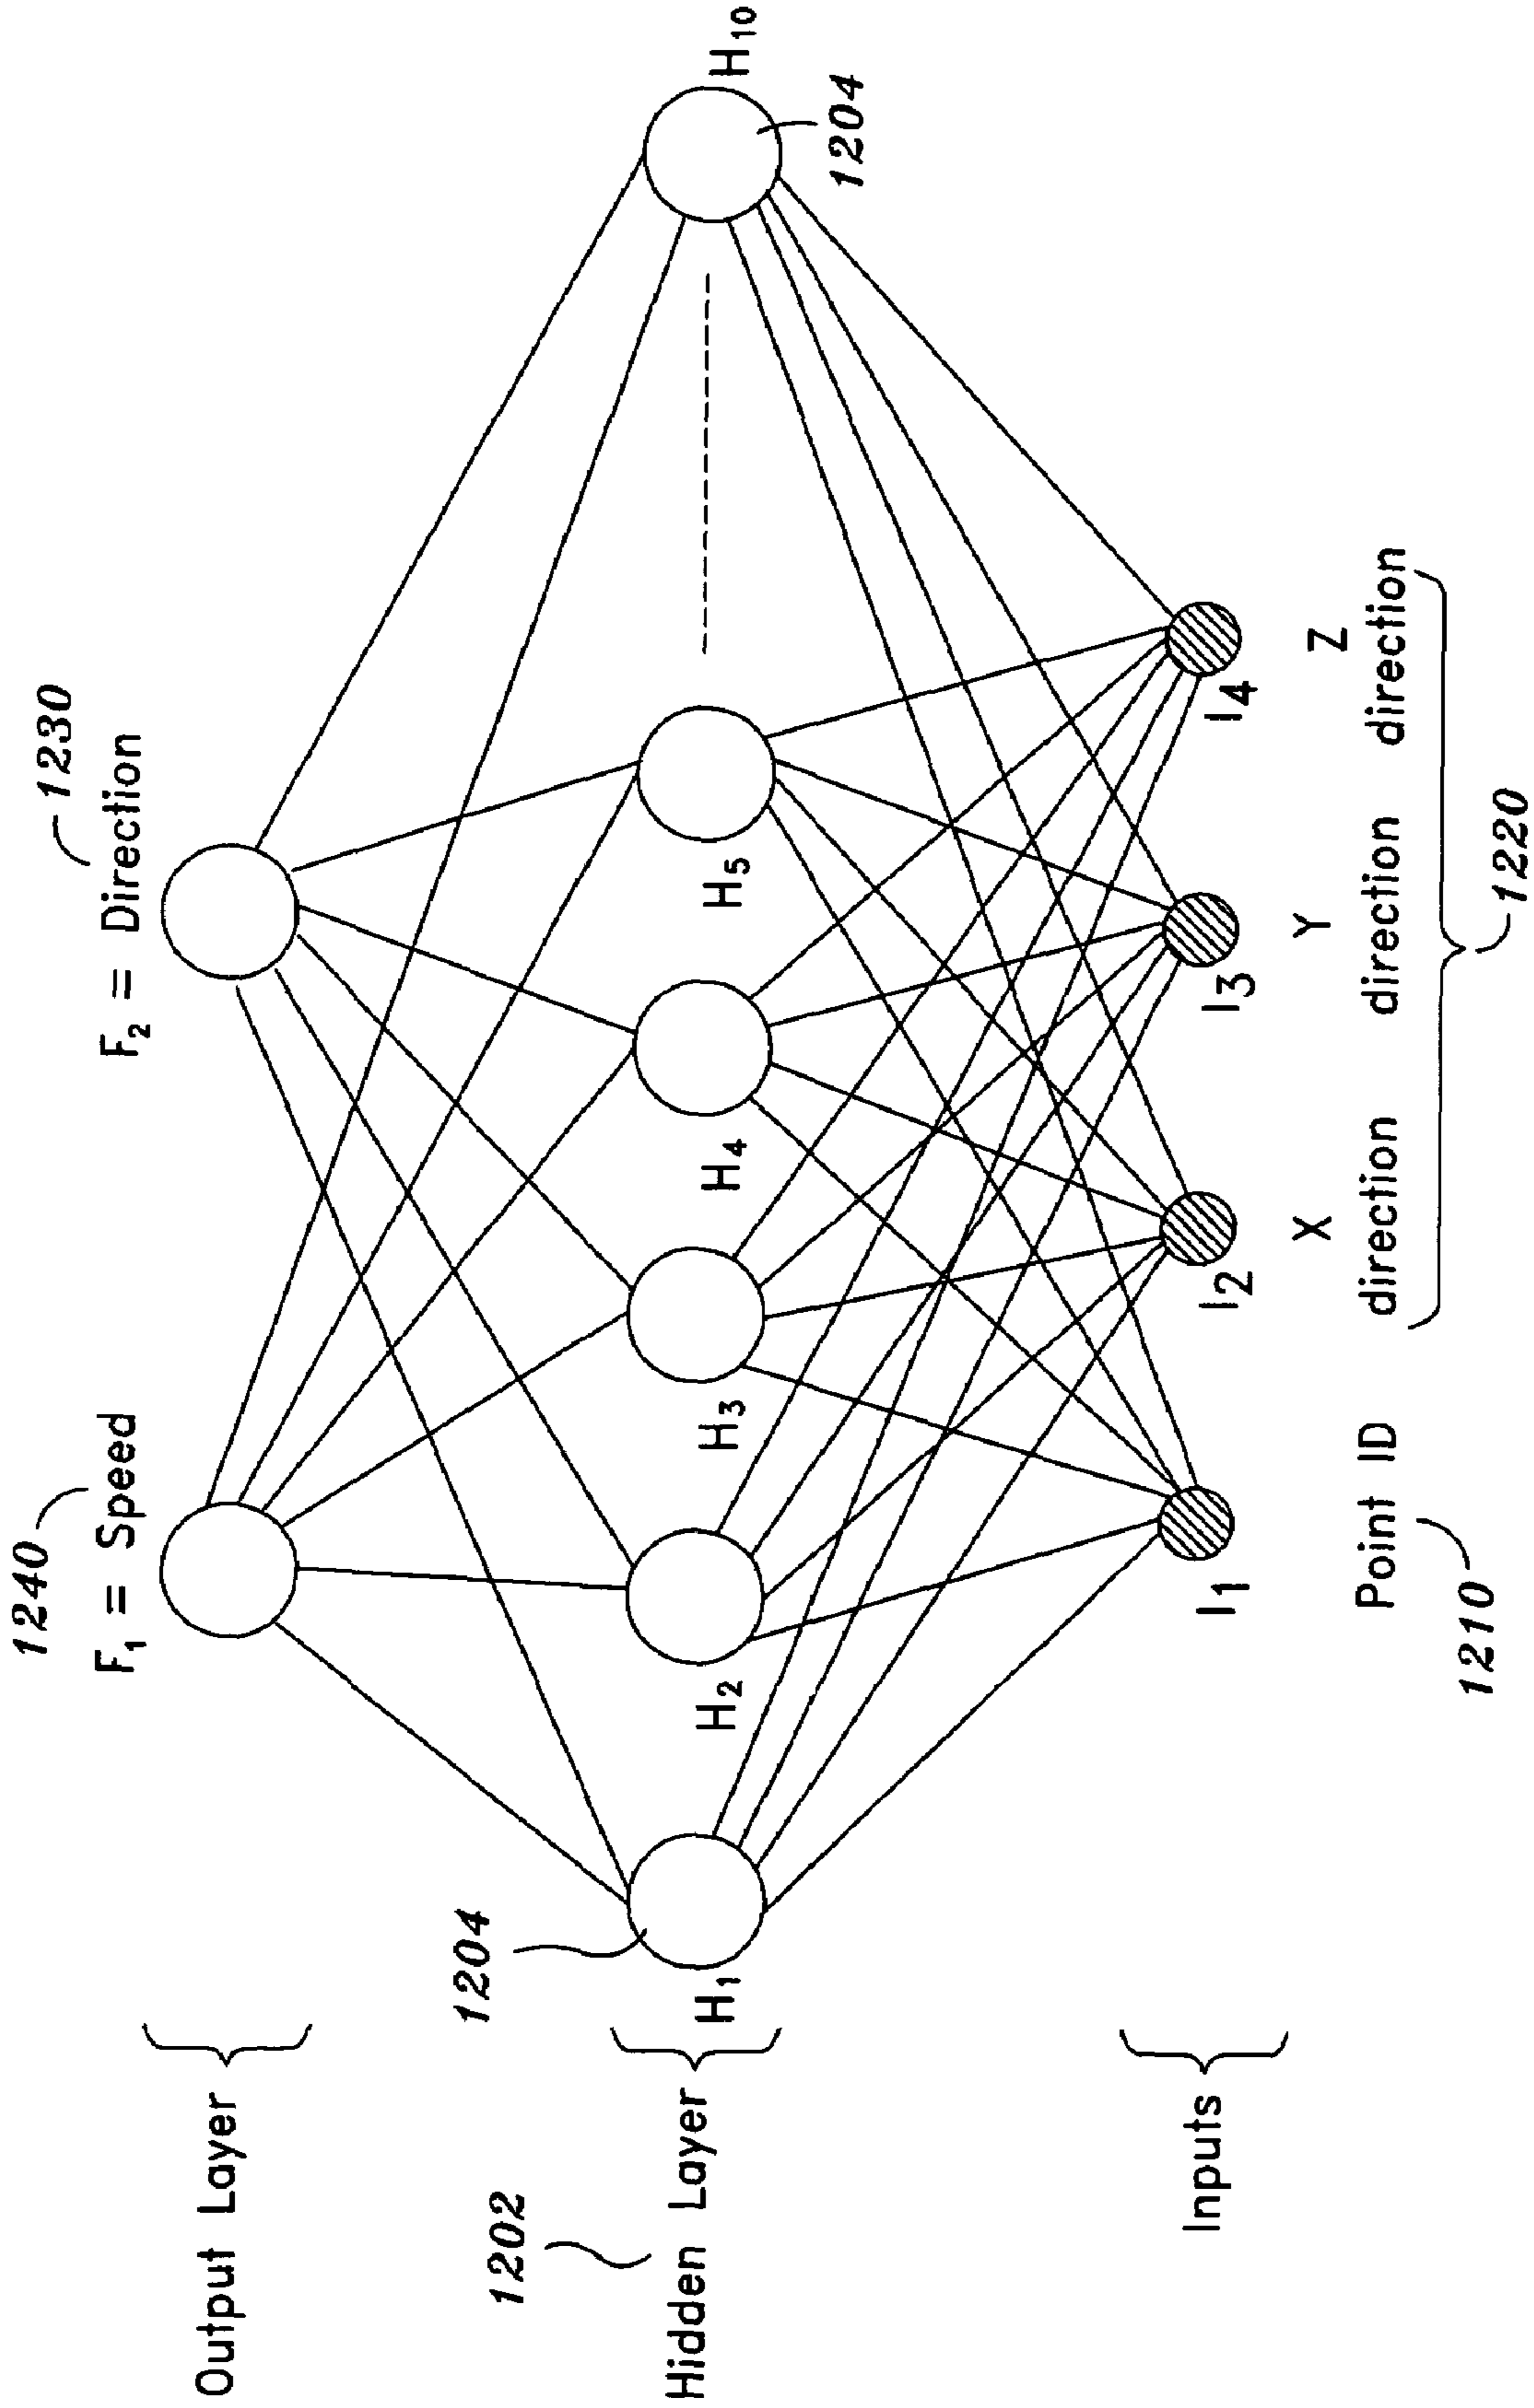 1240
1230
F₁ = Speed
F₂ = Direction
Output Layer
1202
1204
Hidden Layer
H₁
H₂
H₃
H₄
H₅
H₁₀
1204
Inputs
I1
I2
I3
I4
X
Y
Z
Point ID
direction
direction
direction
1210
1220